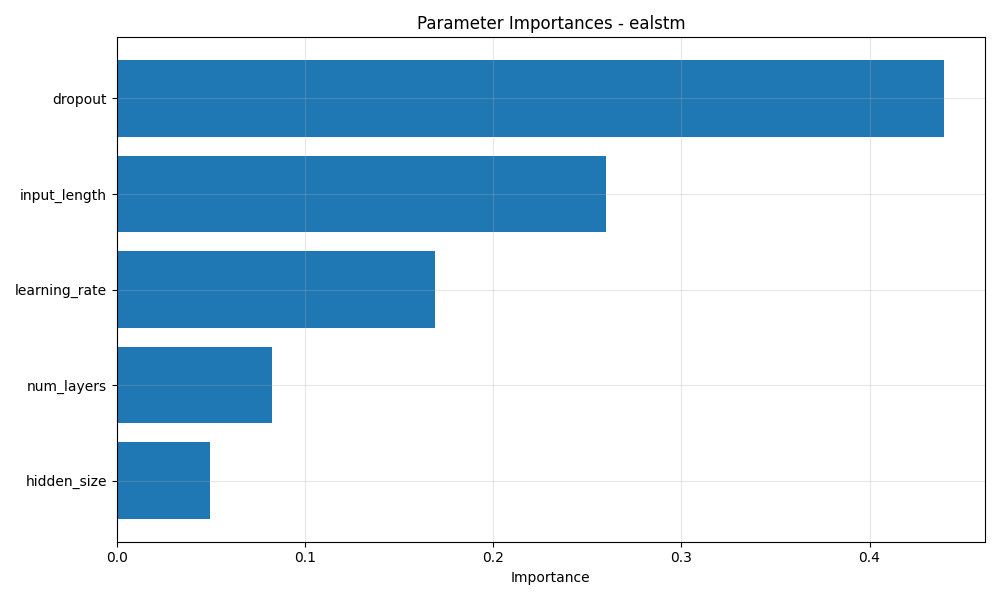 Parameter Importances - ealstm
dropout
input_length
learning_rate
num_layers
hidden_size
0.0 0.1 0.2 0.3 0.4
Importance